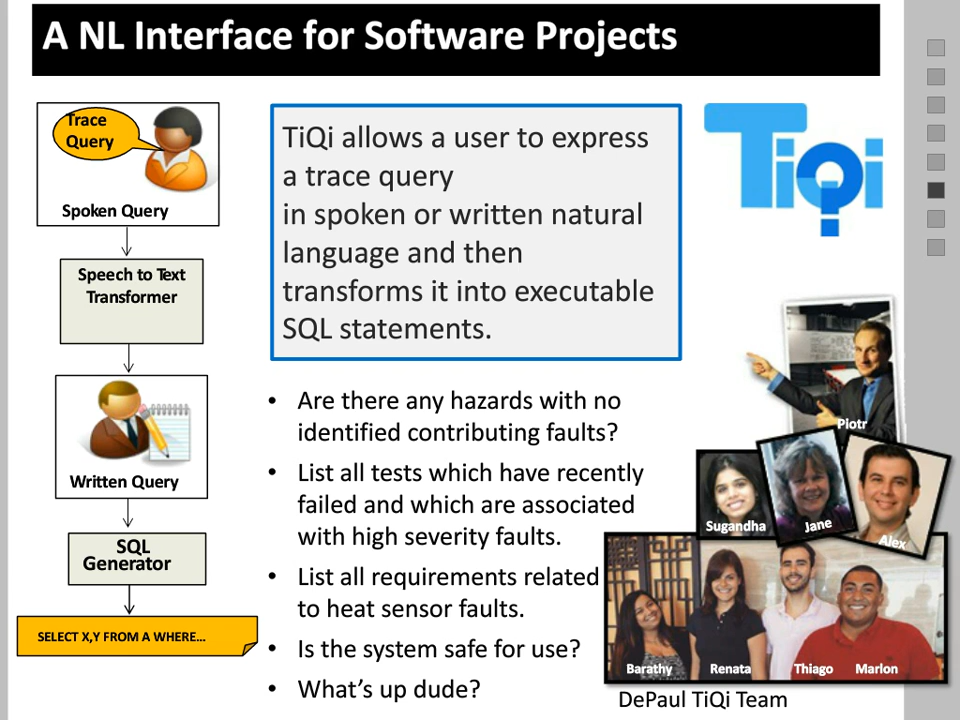 A NL Interface for Software Projects
Trace
Query
Spoken Query
Speech to Text
Transformer
Written Query
SQL
Generator
SELECT X,Y FROM A WHERE...
TiQi allows a user to express
a trace query
in spoken or written natural
language and then
transforms it into executable
SQL statements.
• Are there any hazards with no
identified contributing faults?
• List all tests which have recently
failed and which are associated
with high severity faults.
• List all requirements related
to heat sensor faults.
• Is the system safe for use?
• What's up dude?
TiQi
Piotr
Sugandha
Jane
Alex
Barathy
Renata
Thiago
Marlon
DePaul TiQi Team